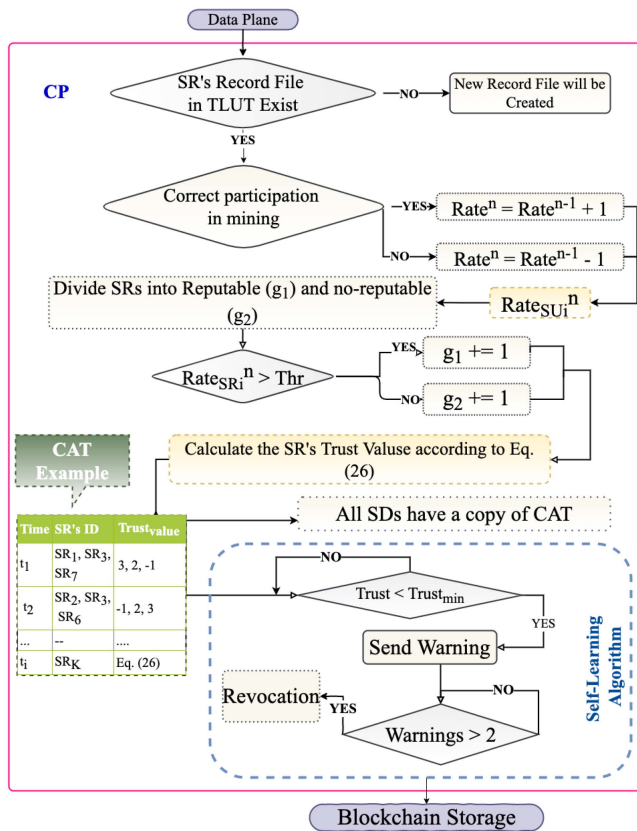 Data Plane
CP
SR's Record File
in TLUT Exist
NO
New Record File will be
Created
YES
Correct participation
in mining
YES
Rateⁿ = Rateⁿ⁻¹ + 1
NO
Rateⁿ = Rateⁿ⁻¹ - 1
Divide SRs into Reputable (g₁) and no-reputable
(g₂)
Rate_SUiⁿ
Rate_SRiⁿ > Thr
YES
g₁ += 1
NO
g₂ += 1
CAT
Example
Calculate the SR's Trust Valuse according to Eq.
(26)
Time SR's ID Trust_value
t₁ SR₁, SR₃, SR₇ 3, 2, -1
t₂ SR₂, SR₃, SR₆ -1, 2, 3
... -- ....
tᵢ SR_K Eq. (26)
All SDs have a copy of CAT
NO
Trust < Trust_min
YES
Send Warning
NO
Revocation
YES
Warnings > 2
Self-Learning
Algorithm
Blockchain Storage